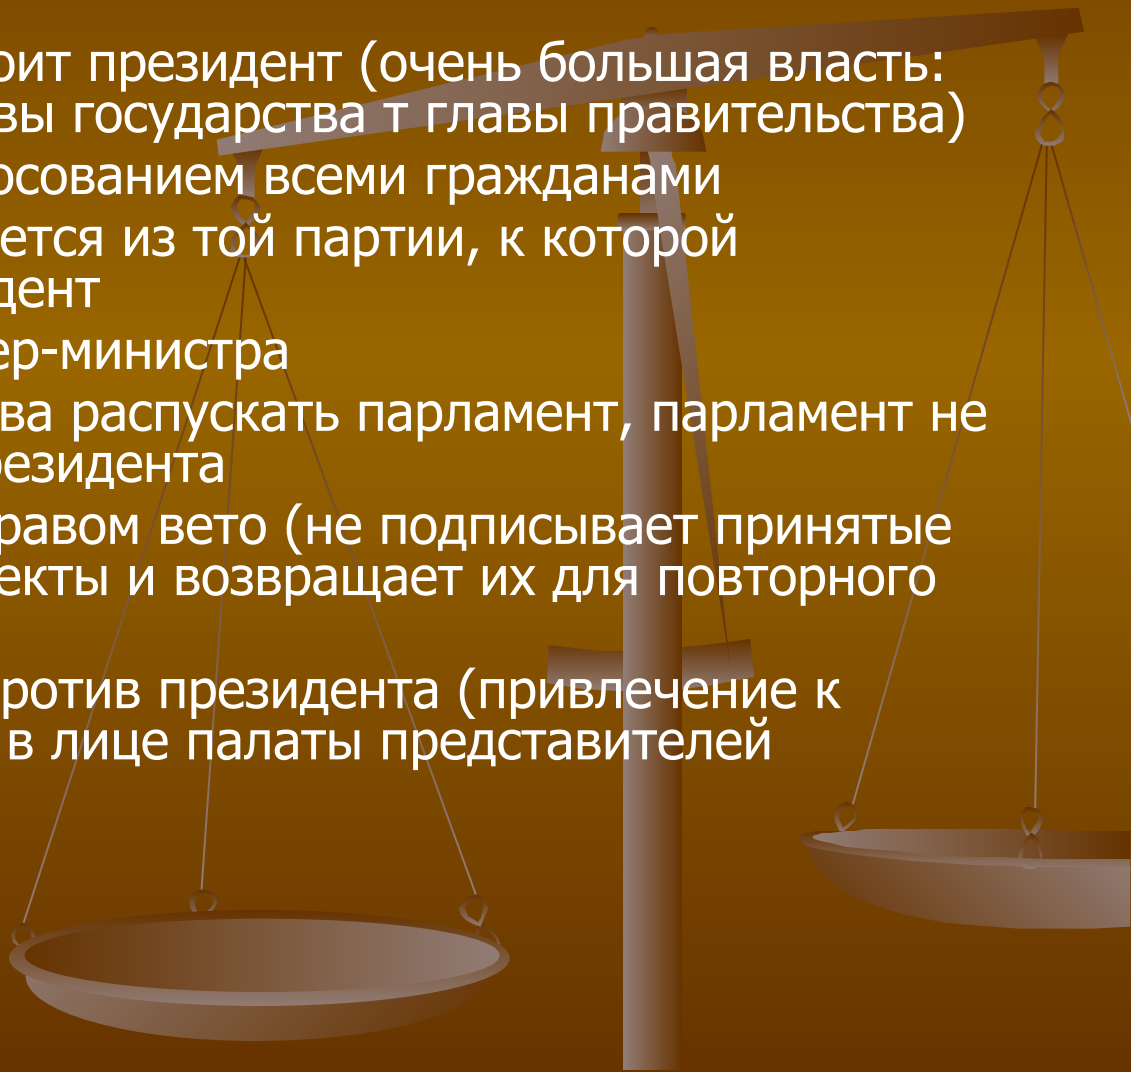 оит президент (очень большая власть:
вы государства т главы правительства)
осованием всеми гражданами
ется из той партии, к которой
дент
ер-министра
ва распускать парламент, парламент не
резидента
равом вето (не подписывает принятые
екты и возвращает их для повторного
ротив президента (привлечение к
в лице палаты представителей